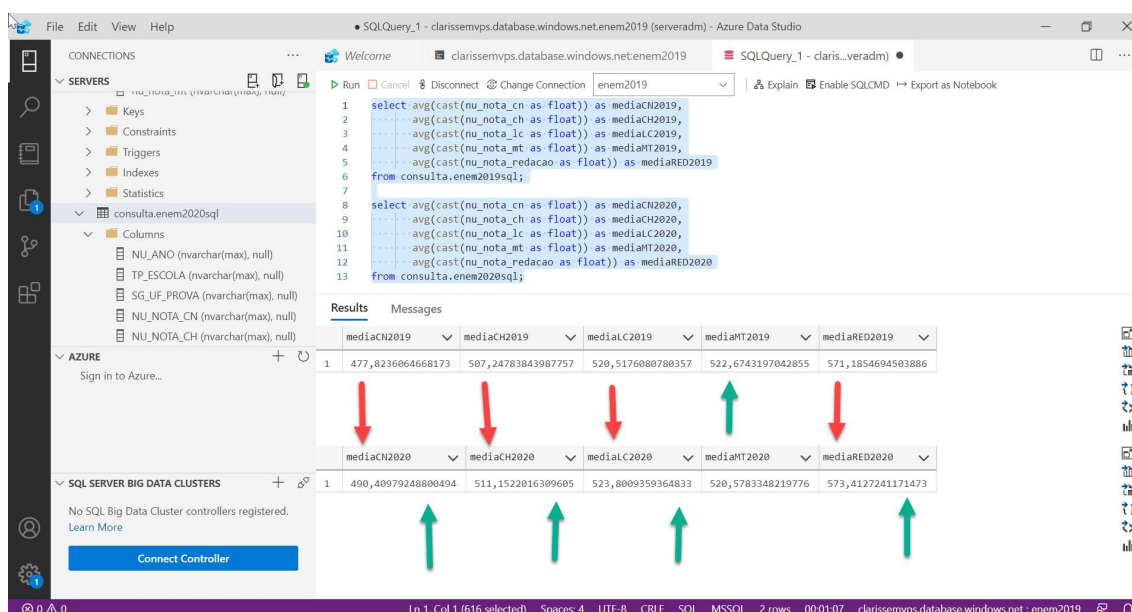 File Edit View Help
● SQLQuery_1 - clarissemvps.database.windows.net.enem2019 (serveradm) - Azure Data Studio
CONNECTIONS
SERVERS
nu_nota_mt (nvarchar(max), null)
Keys
Constraints
Triggers
Indexes
Statistics
consulta.enem2020sql
Columns
NU_ANO (nvarchar(max), null)
TP_ESCOLA (nvarchar(max), null)
SG_UF_PROVA (nvarchar(max), null)
NU_NOTA_CN (nvarchar(max), null)
NU_NOTA_CH (nvarchar(max), null)
AZURE
Sign in to Azure...
SQL SERVER BIG DATA CLUSTERS
No SQL Big Data Cluster controllers registered.
Learn More
Connect Controller
1
1
Welcome clarissemvps.database.windows.net:enem2019 SQLQuery_1 - claris...veradm) ●
Run Cancel Disconnect Change Connection enem2019 Explain Enable SQLCMD Export as Notebook
1 select avg(cast(nu_nota_cn as float)) as mediaCN2019,
2 avg(cast(nu_nota_ch as float)) as mediaCH2019,
3 avg(cast(nu_nota_lc as float)) as mediaLC2019,
4 avg(cast(nu_nota_mt as float)) as mediaMT2019,
5 avg(cast(nu_nota_redacao as float)) as mediaRED2019
6 from consulta.enem2019sql;
7
8 select avg(cast(nu_nota_cn as float)) as mediaCN2020,
9 avg(cast(nu_nota_ch as float)) as mediaCH2020,
10 avg(cast(nu_nota_lc as float)) as mediaLC2020,
11 avg(cast(nu_nota_mt as float)) as mediaMT2020,
12 avg(cast(nu_nota_redacao as float)) as mediaRED2020
13 from consulta.enem2020sql;
Results Messages
mediaCN2019 mediaCH2019 mediaLC2019 mediaMT2019 mediaRED2019
1 477,8236064668173 507,24783843987757 520,5176080780357 522,6743197042855 571,1854694503886
mediaCN2020 mediaCH2020 mediaLC2020 mediaMT2020 mediaRED2020
1 490,40979248800494 511,1522016309605 523,8009359364833 520,5783348219776 573,4127241171473
0 0 Ln 1, Col 1 (616 selected) Spaces: 4 UTF-8 CRLF SQL MSSQL 2 rows 00:01:07 clarissemvps.database.windows.net : enem2019